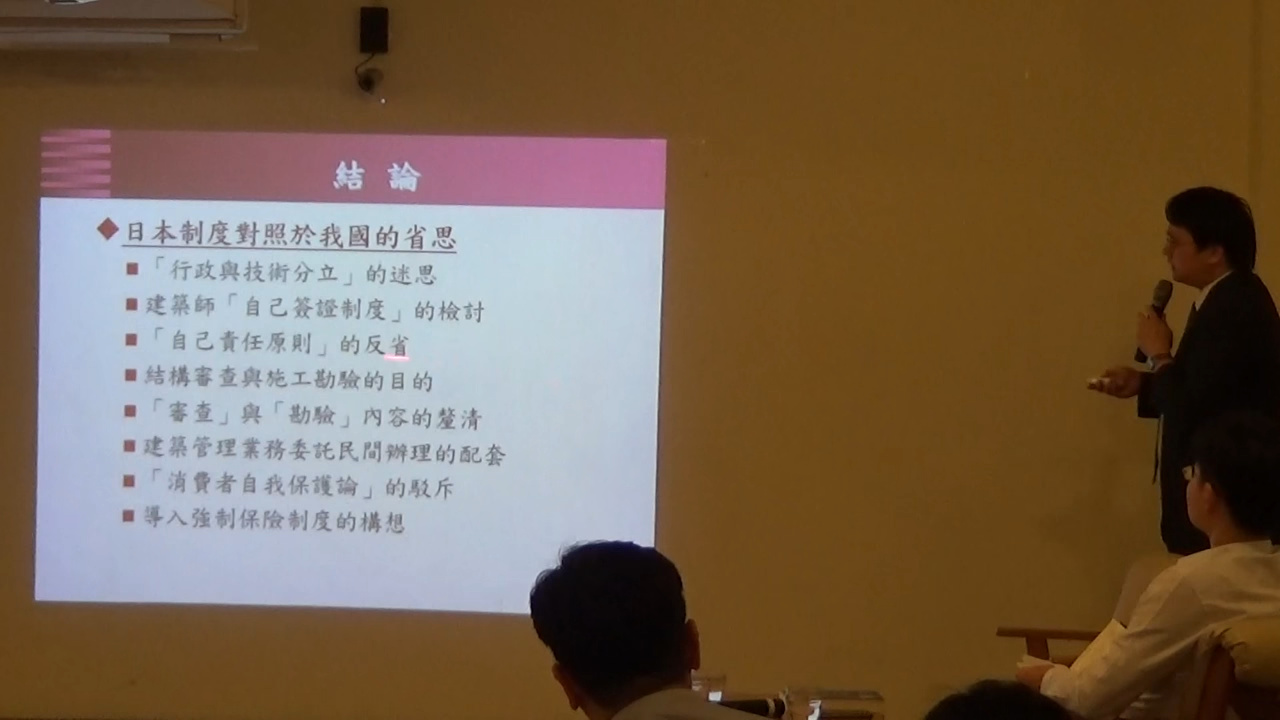 結 論
日本制度對照於我國的省思
「行政與技術分立」的迷思
建築師「自己簽證制度」的檢討
「自己責任原則」的反省
結構審查與施工勘驗的目的
「審查」與「勘驗」內容的釐清
建築管理業務委託民間辦理的配套
「消費者自我保護論」的駁斥
導入強制保險制度的構想